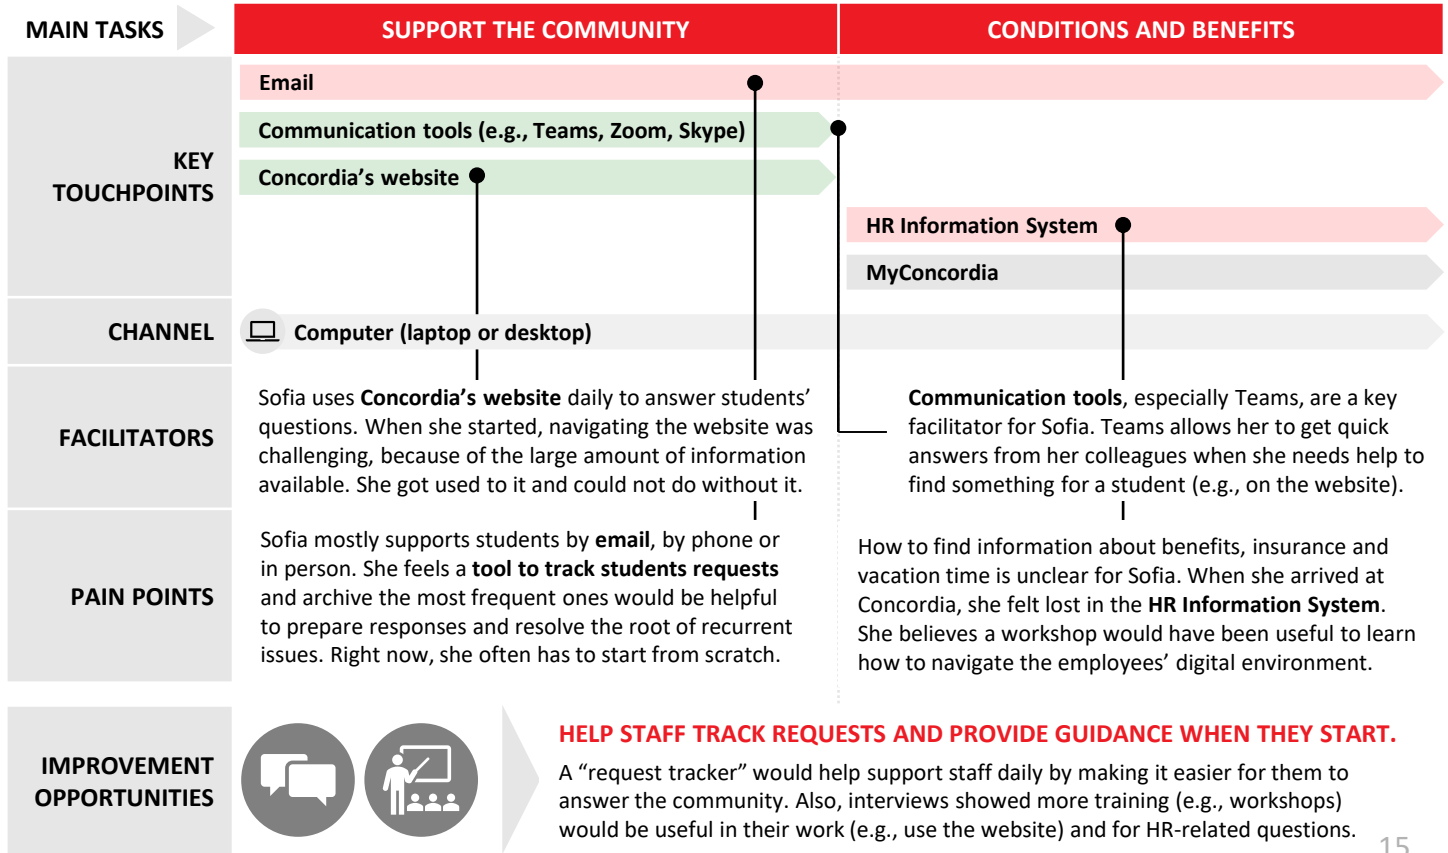 MAIN TASKS
SUPPORT THE COMMUNITY
CONDITIONS AND BENEFITS
KEY
TOUCHPOINTS
Email
Communication tools (e.g., Teams, Zoom, Skype)
Concordia’s website
HR Information System
MyConcordia
CHANNEL
Computer (laptop or desktop)
FACILITATORS
Sofia uses Concordia’s website daily to answer students’
questions. When she started, navigating the website was
challenging, because of the large amount of information
available. She got used to it and could not do without it.
Communication tools, especially Teams, are a key
facilitator for Sofia. Teams allows her to get quick
answers from her colleagues when she needs help to
find something for a student (e.g., on the website).
PAIN POINTS
Sofia mostly supports students by email, by phone or
in person. She feels a tool to track students requests
and archive the most frequent ones would be helpful
to prepare responses and resolve the root of recurrent
issues. Right now, she often has to start from scratch.
How to find information about benefits, insurance and
vacation time is unclear for Sofia. When she arrived at
Concordia, she felt lost in the HR Information System.
She believes a workshop would have been useful to learn
how to navigate the employees’ digital environment.
IMPROVEMENT
OPPORTUNITIES
HELP STAFF TRACK REQUESTS AND PROVIDE GUIDANCE WHEN THEY START.
A “request tracker” would help support staff daily by making it easier for them to
answer the community. Also, interviews showed more training (e.g., workshops)
would be useful in their work (e.g., use the website) and for HR-related questions.
15